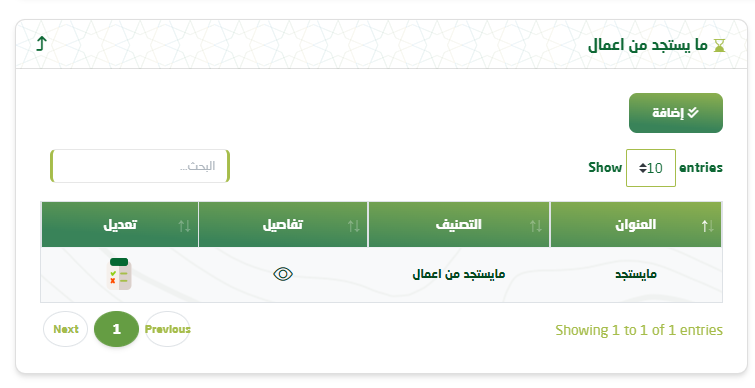 ما يستجد من اعمال
إضافة
Show 10 entries
البحث...
العنوان التصنيف تفاصيل تعديل
مايستجد مايستجد من اعمال
Showing 1 to 1 of 1 entries
Previous 1 Next